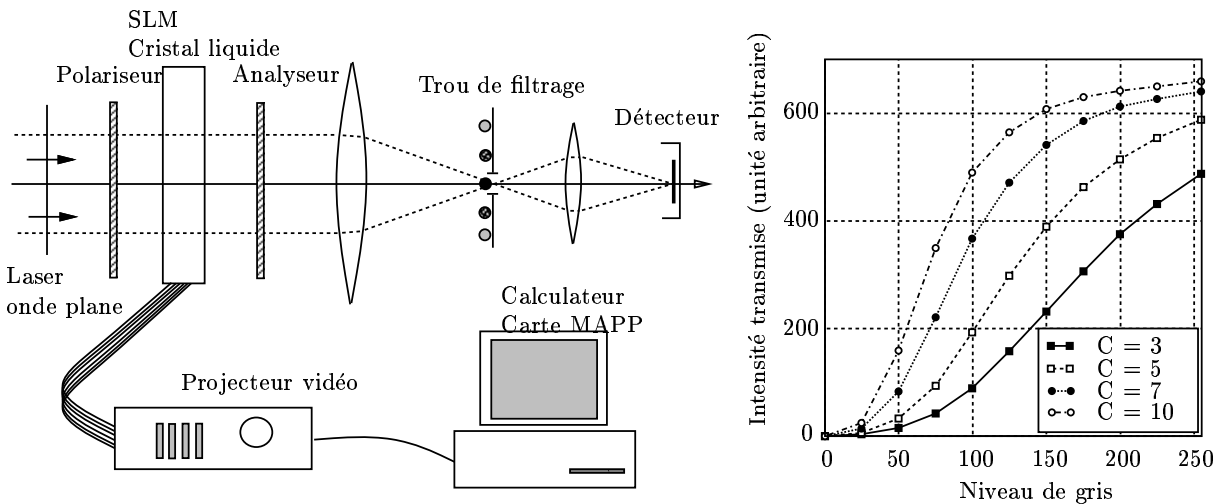 SLM
Cristal liquide
Polariseur
Analyseur
Trou de filtrage
Détecteur
Laser
onde plane
Calculateur
Carte MAPP
Projecteur vidéo
Intensité transmise (unité arbitraire)
600
400
200
0
C = 3
C = 5
C = 7
C = 10
0 50 100 150 200 250
Niveau de gris